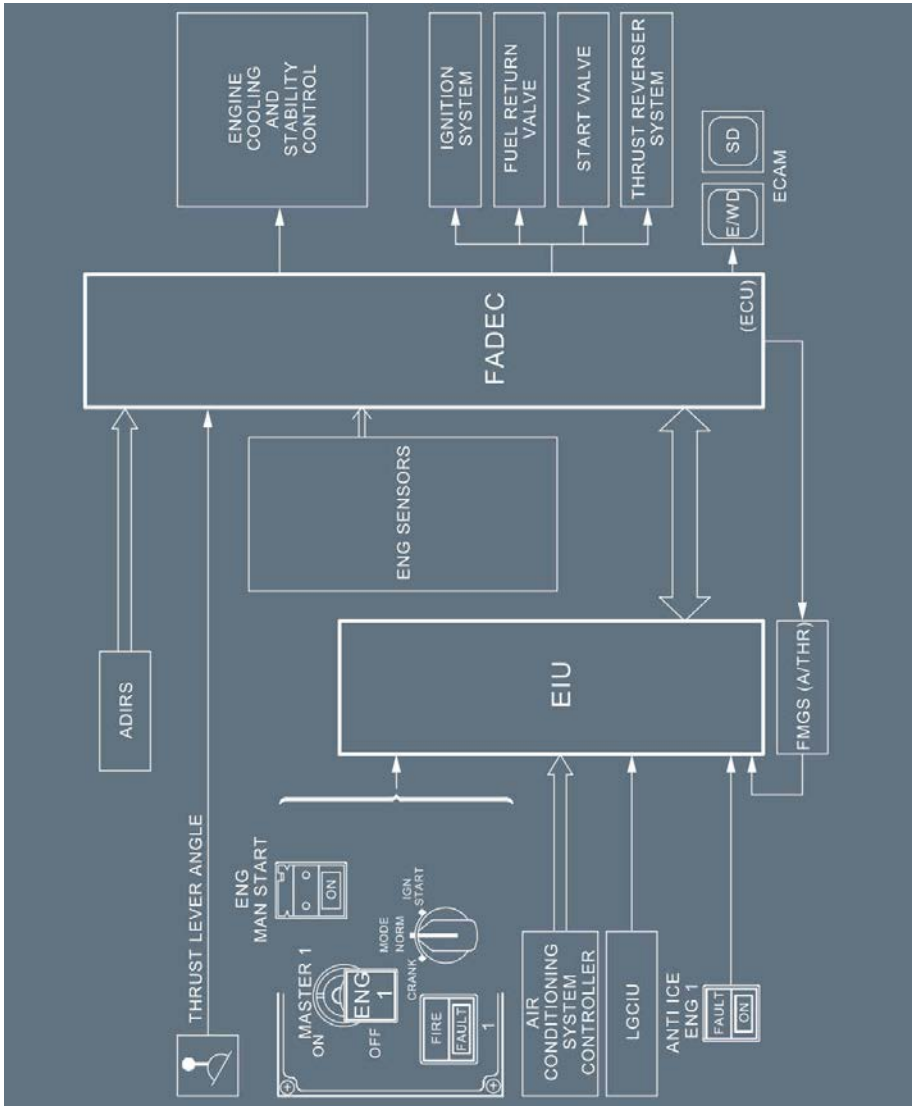 THRUST LEVER ANGLE
ADIRS
ENG
MAN START
ON
MASTER 1
ON
OFF
ENG
1
FIRE
FAULT
1
MODE
CRANK
NORM
IGN
START
AIR
CONDITIONING
SYSTEM
CONTROLLER
LGCIU
ANTI ICE
ENG 1
FAULT
ON
EIU
FMGS (A/THR)
ENG SENSORS
FADEC
(ECU)
ENGINE
COOLING
AND
STABILITY
CONTROL
IGNITION
SYSTEM
FUEL RETURN
VALVE
START VALVE
THRUST REVERSER
SYSTEM
E/WD
SD
ECAM